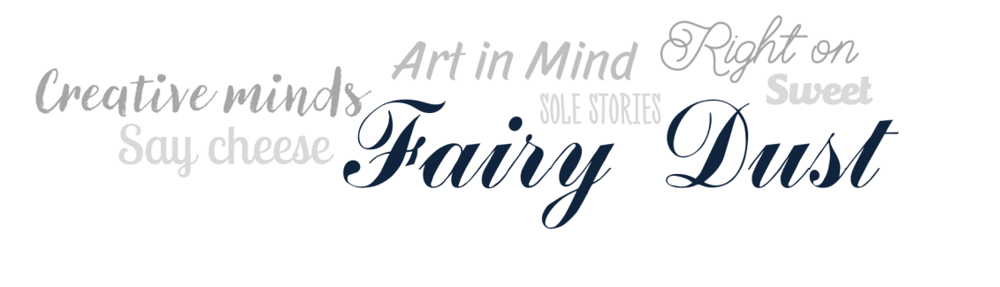 Right on
Art in Mind
Sweet
Creative minds
SOLE STORIES
Say cheese
Fairy Dust